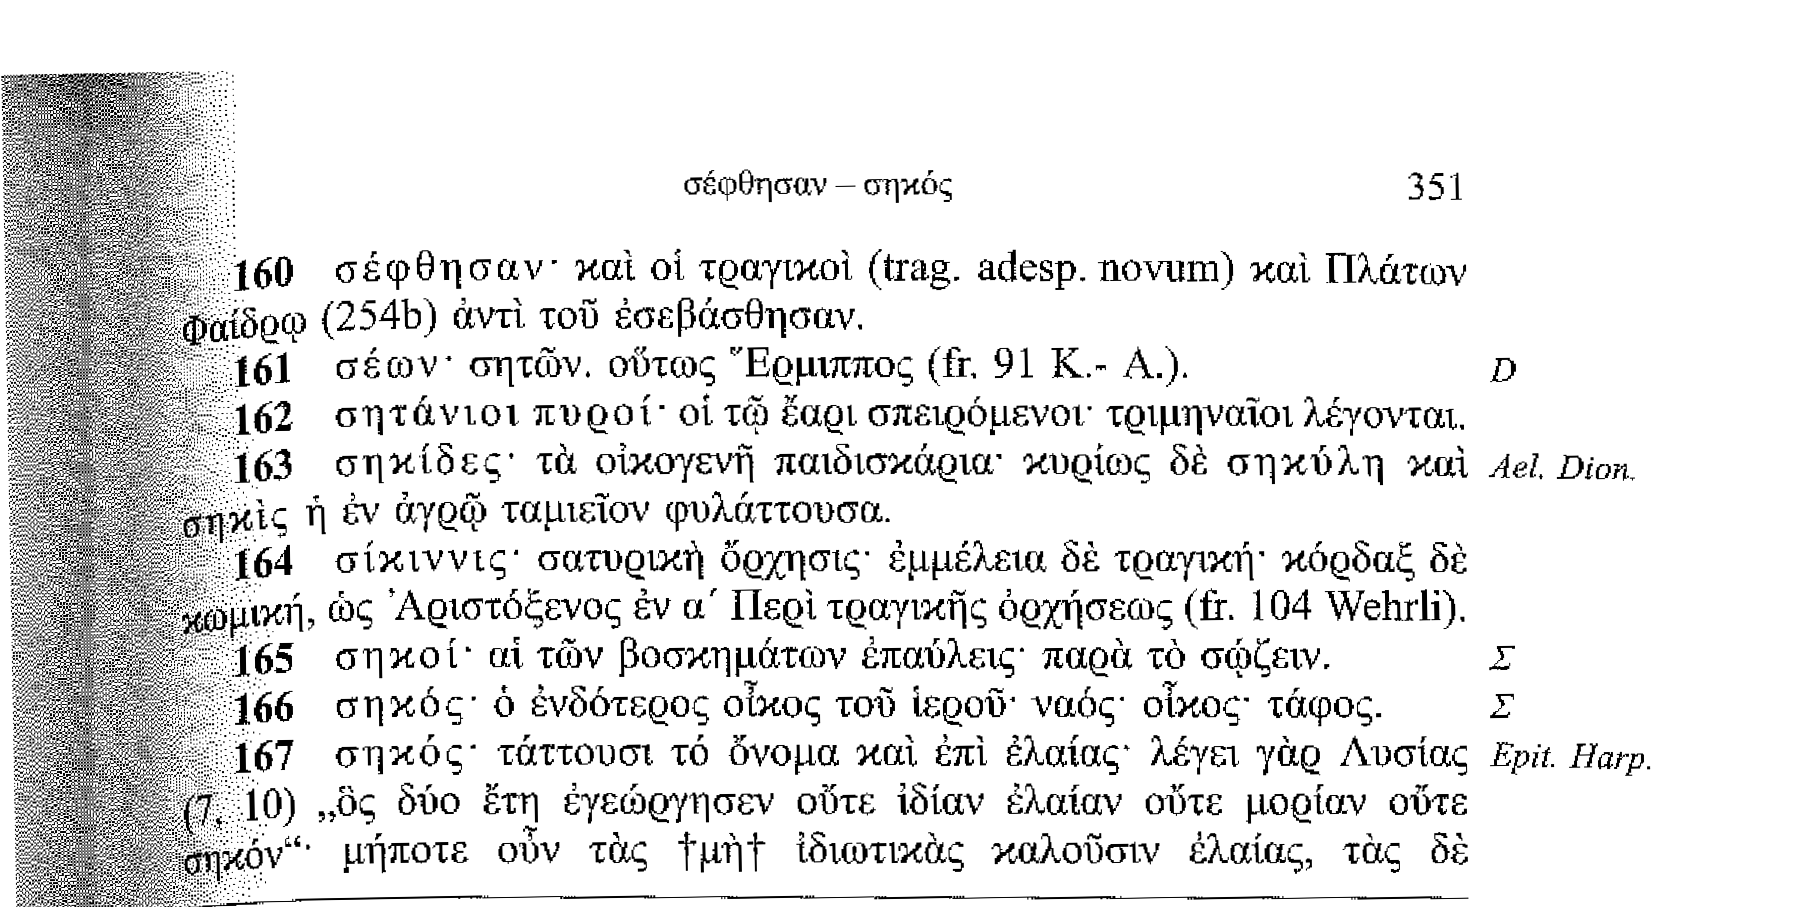 σέφθησαν – σηκός 351
160 σέφθησαν· καὶ οἱ τραγικοὶ (trag. adesp. novum) καὶ Πλάτων
Φαίδρῳ (254b) ἀντὶ τοῦ ἐσεβάσθησαν.
161 σέων· σητῶν. οὕτως Ἕρμιππος (fr. 91 K.- A.). D
162 σητάνιοι πυροί· οἱ τῷ ἔαρι σπειρόμενοι· τριμηναῖοι λέγονται.
163 σηκίδες· τὰ οἰκογενῆ παιδισκάρια· κυρίως δὲ σηκύλη καὶ Ael. Dion.
σηκὶς ἡ ἐν ἀγρῷ ταμιεῖον φυλάττουσα.
164 σίκιννις· σατυρικὴ ὄρχησις· ἐμμέλεια δὲ τραγική· κόρδαξ δὲ
κωμική, ὡς Ἀριστόξενος ἐν α′ Περὶ τραγικῆς ὀρχήσεως (fr. 104 Wehrli).
165 σηκοί· αἱ τῶν βοσκημάτων ἐπαύλεις· παρὰ τὸ σῴζειν. Σ
166 σηκός· ὁ ἐνδότερος οἶκος τοῦ ἱεροῦ· ναός· οἶκος· τάφος. Σ
167 σηκός· τάττουσι τό ὄνομα καὶ ἐπὶ ἐλαίας· λέγει γὰρ Λυσίας Epit. Harp.
(7, 10) „ὃς δύο ἔτη ἐγεώργησεν οὔτε ἰδίαν ἐλαίαν οὔτε μορίαν οὔτε
σηκόν“· μήποτε οὖν τὰς †μὴ† ἰδιωτικὰς καλοῦσιν ἐλαίας, τὰς δὲ